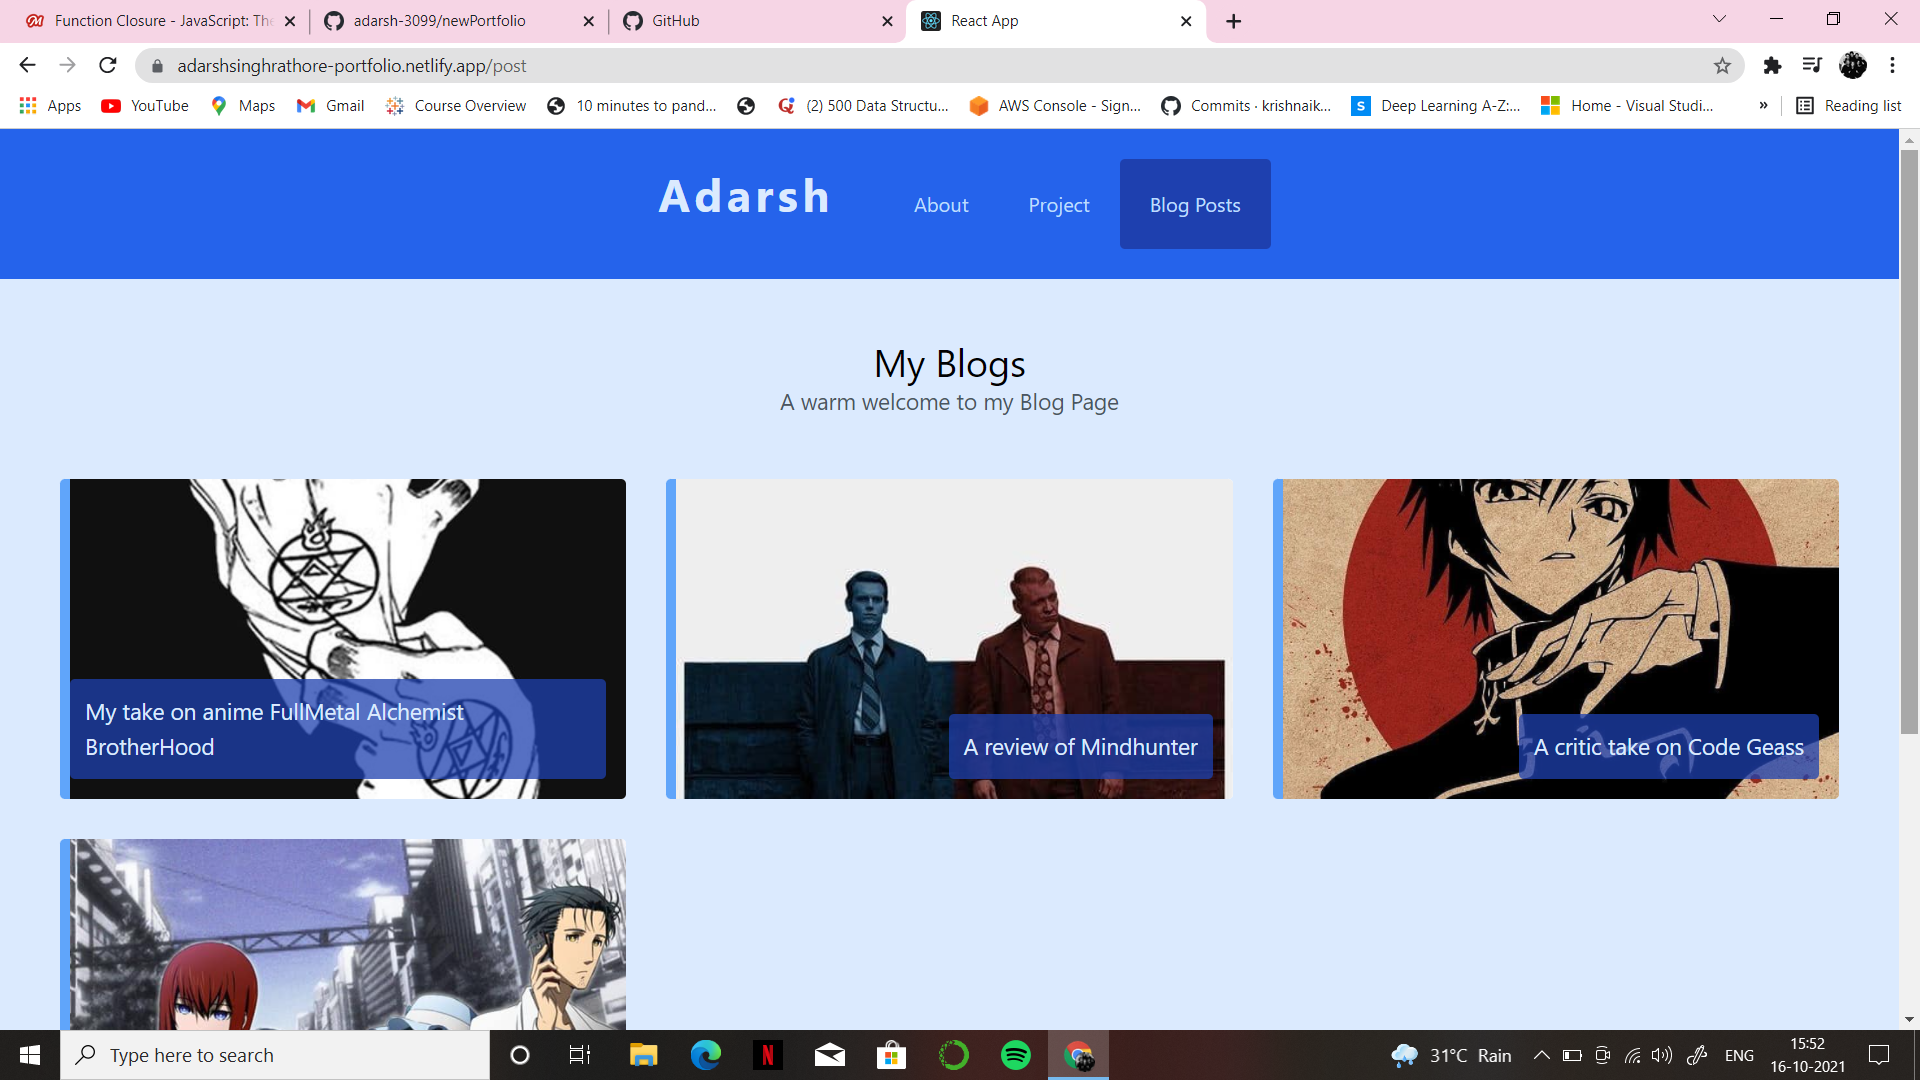 Function Closure - JavaScript: The
adarsh-3099/newPortfolio
GitHub
React App
adarshsinghrathore-portfolio.netlify.app/post
Apps
YouTube
Maps
Gmail
Course Overview
10 minutes to pand...
(2) 500 Data Structu...
AWS Console - Sign...
Commits · krishnaik...
S
Deep Learning A-Z:...
Home - Visual Studi...
»
Reading list
Adarsh
About
Project
Blog Posts
My Blogs
A warm welcome to my Blog Page
My take on anime FullMetal Alchemist
BrotherHood
A review of Mindhunter
A critic take on Code Geass
Type here to search
N
31°C Rain
ENG
15:52
16-10-2021